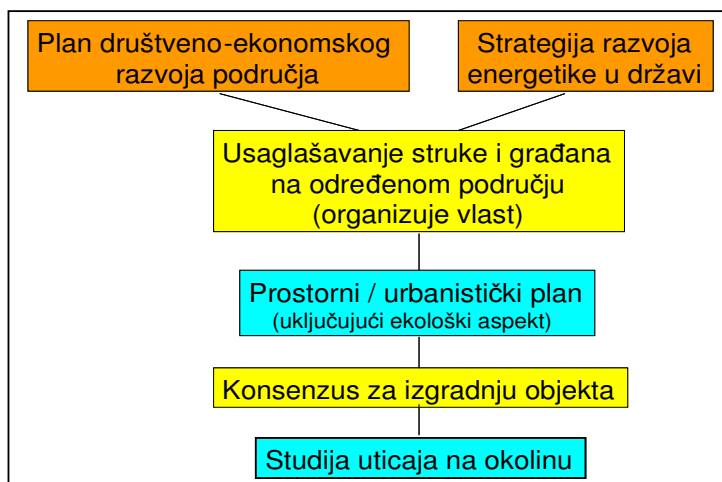 Plan društveno-ekonomskog
razvoja područja
Strategija razvoja
energetike u državi
Usaglašavanje struke i građana
na određenom području
(organizuje vlast)
Prostorni / urbanistički plan
(uključujući ekološki aspekt)
Konsenzus za izgradnju objekta
Studija uticaja na okolinu